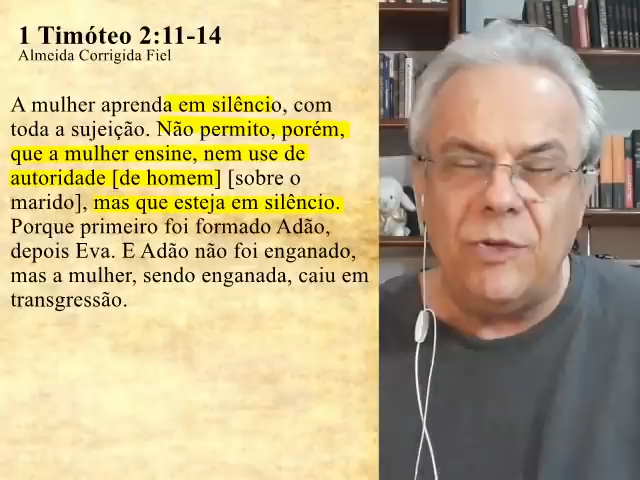 1 Timóteo 2:11-14
Almeida Corrigida Fiel
A mulher aprenda em silêncio, com
toda a sujeição. Não permito, porém,
que a mulher ensine, nem use de
autoridade [de homem] [sobre o
marido], mas que esteja em silêncio.
Porque primeiro foi formado Adão,
depois Eva. E Adão não foi enganado,
mas a mulher, sendo enganada, caiu em
transgressão.